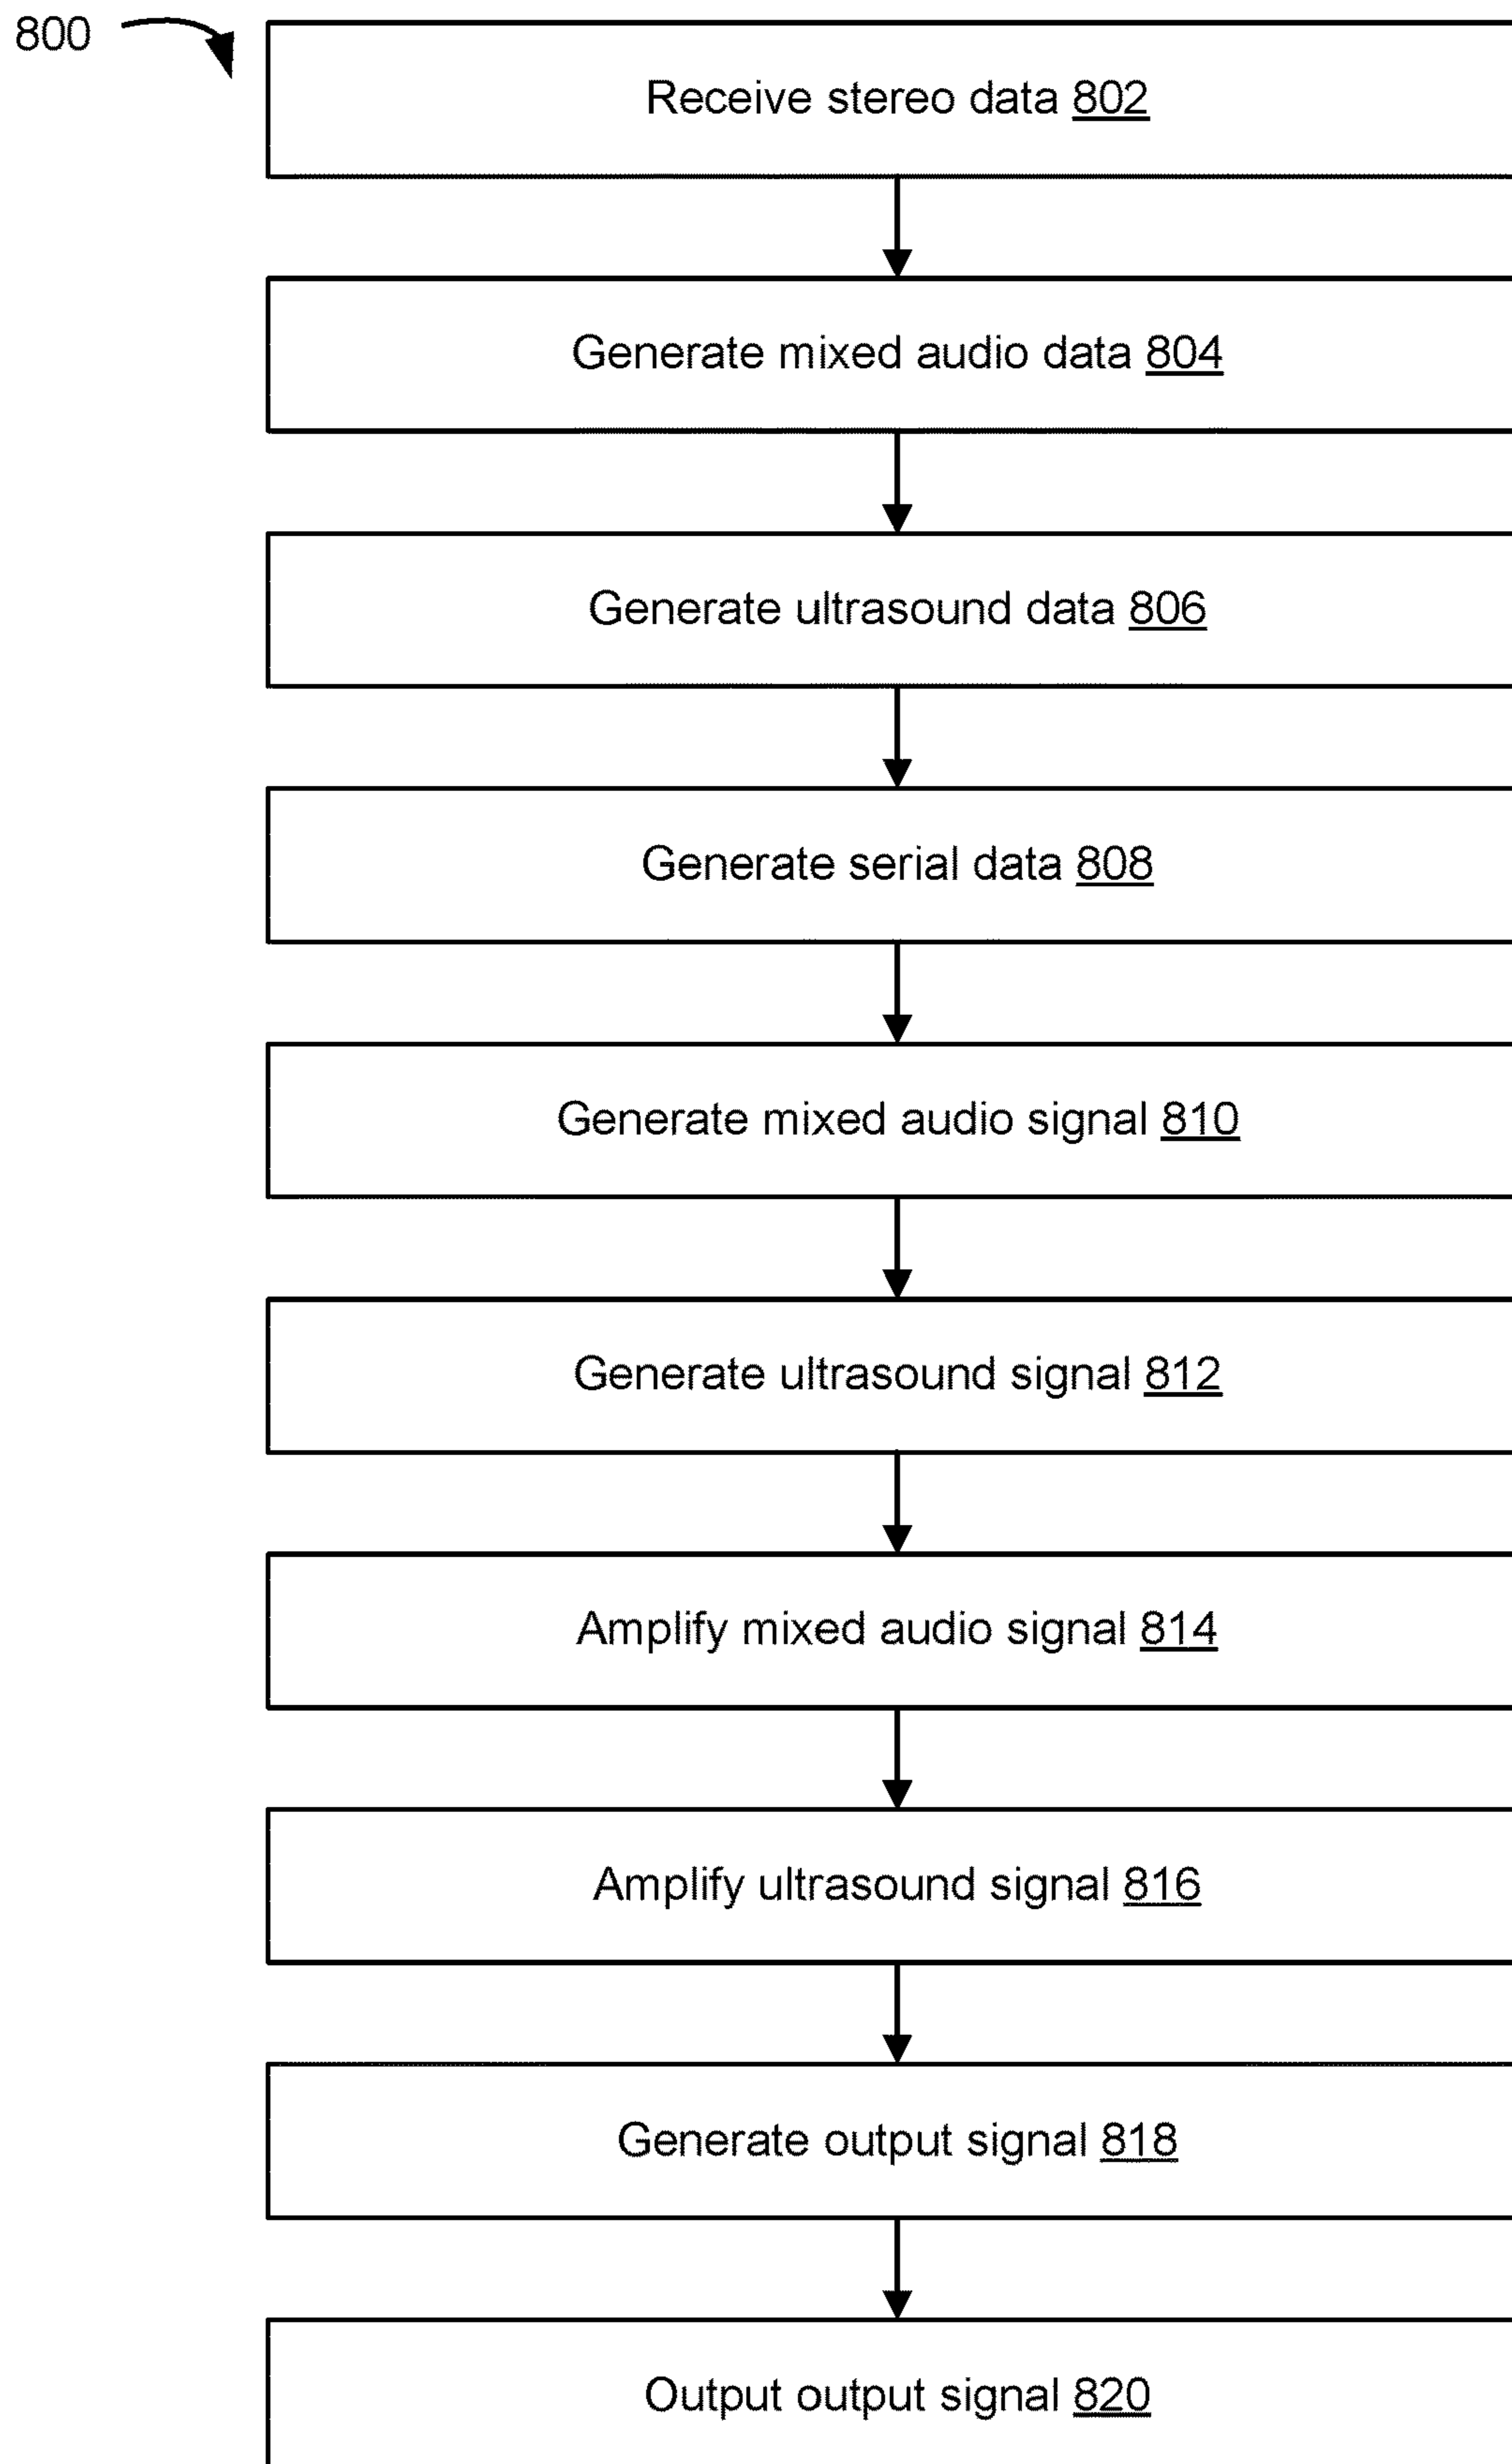 800
Receive stereo data 802
Generate mixed audio data 804
Generate ultrasound data 806
Generate serial data 808
Generate mixed audio signal 810
Generate ultrasound signal 812
Amplify mixed audio signal 814
Amplify ultrasound signal 816
Generate output signal 818
Output output signal 820